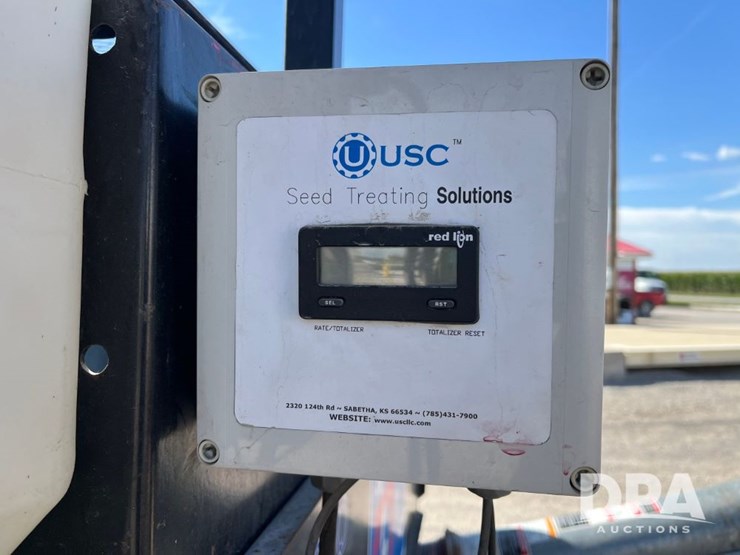 U USC ™
Seed Treating Solutions
red lion
SEL
RST
RATE/TOTALIZER
TOTALIZER RESET
2320 124th Rd ~ SABETHA, KS 66534 ~ (785)431-7900
WEBSITE: www.uscllc.com
DPA
AUCTIONS